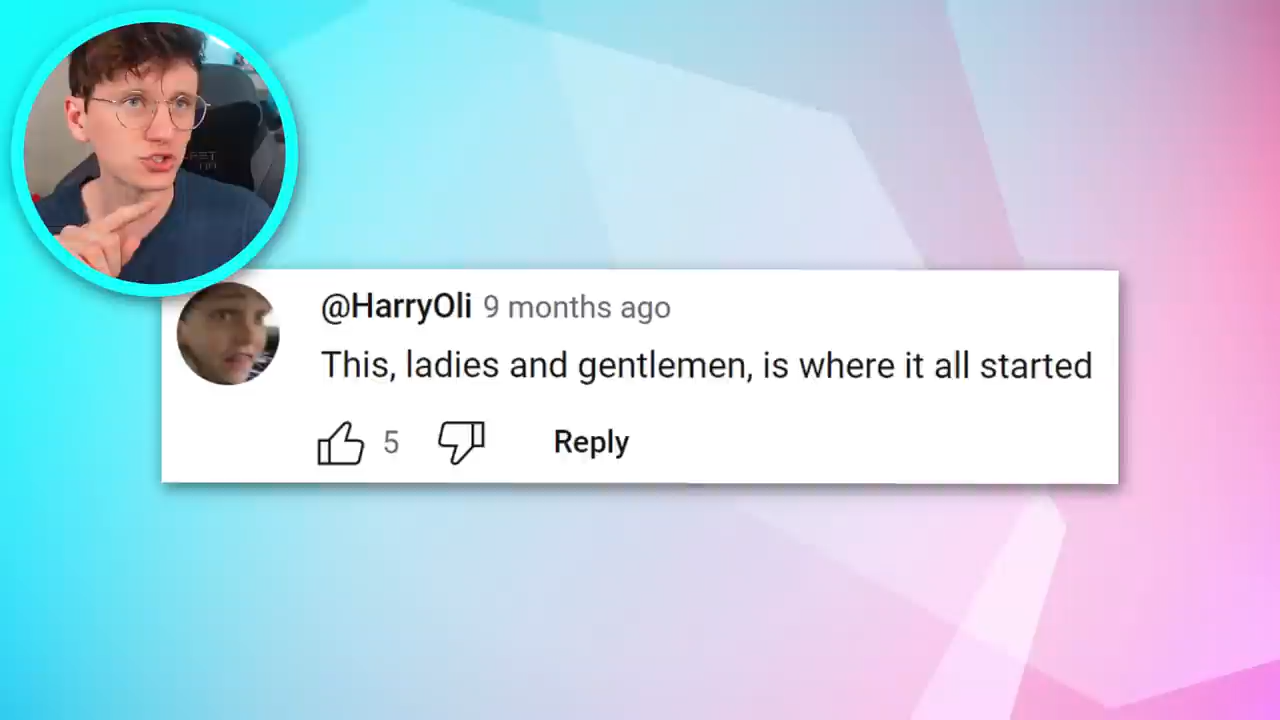 @HarryOli 9 months ago
This, ladies and gentlemen, is where it all started
5 Reply